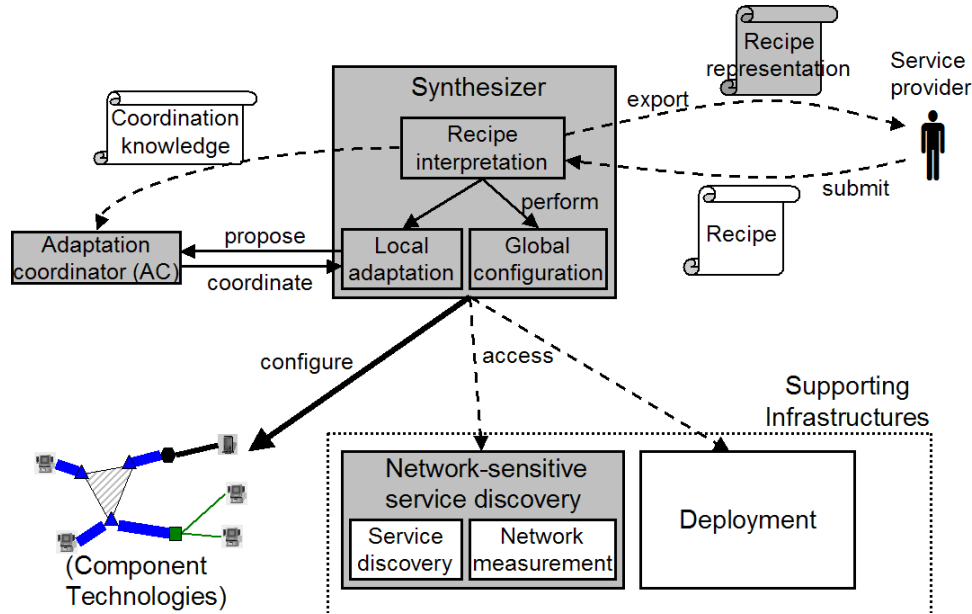 Recipe
representation
Service
provider
Synthesizer
export
Coordination
knowledge
Recipe
interpretation
submit
perform
Recipe
Adaptation
coordinator (AC)
propose
coordinate
Local
adaptation
Global
configuration
configure
access
Supporting
Infrastructures
Network-sensitive
service discovery
Service
discovery
Network
measurement
Deployment
(Component
Technologies)